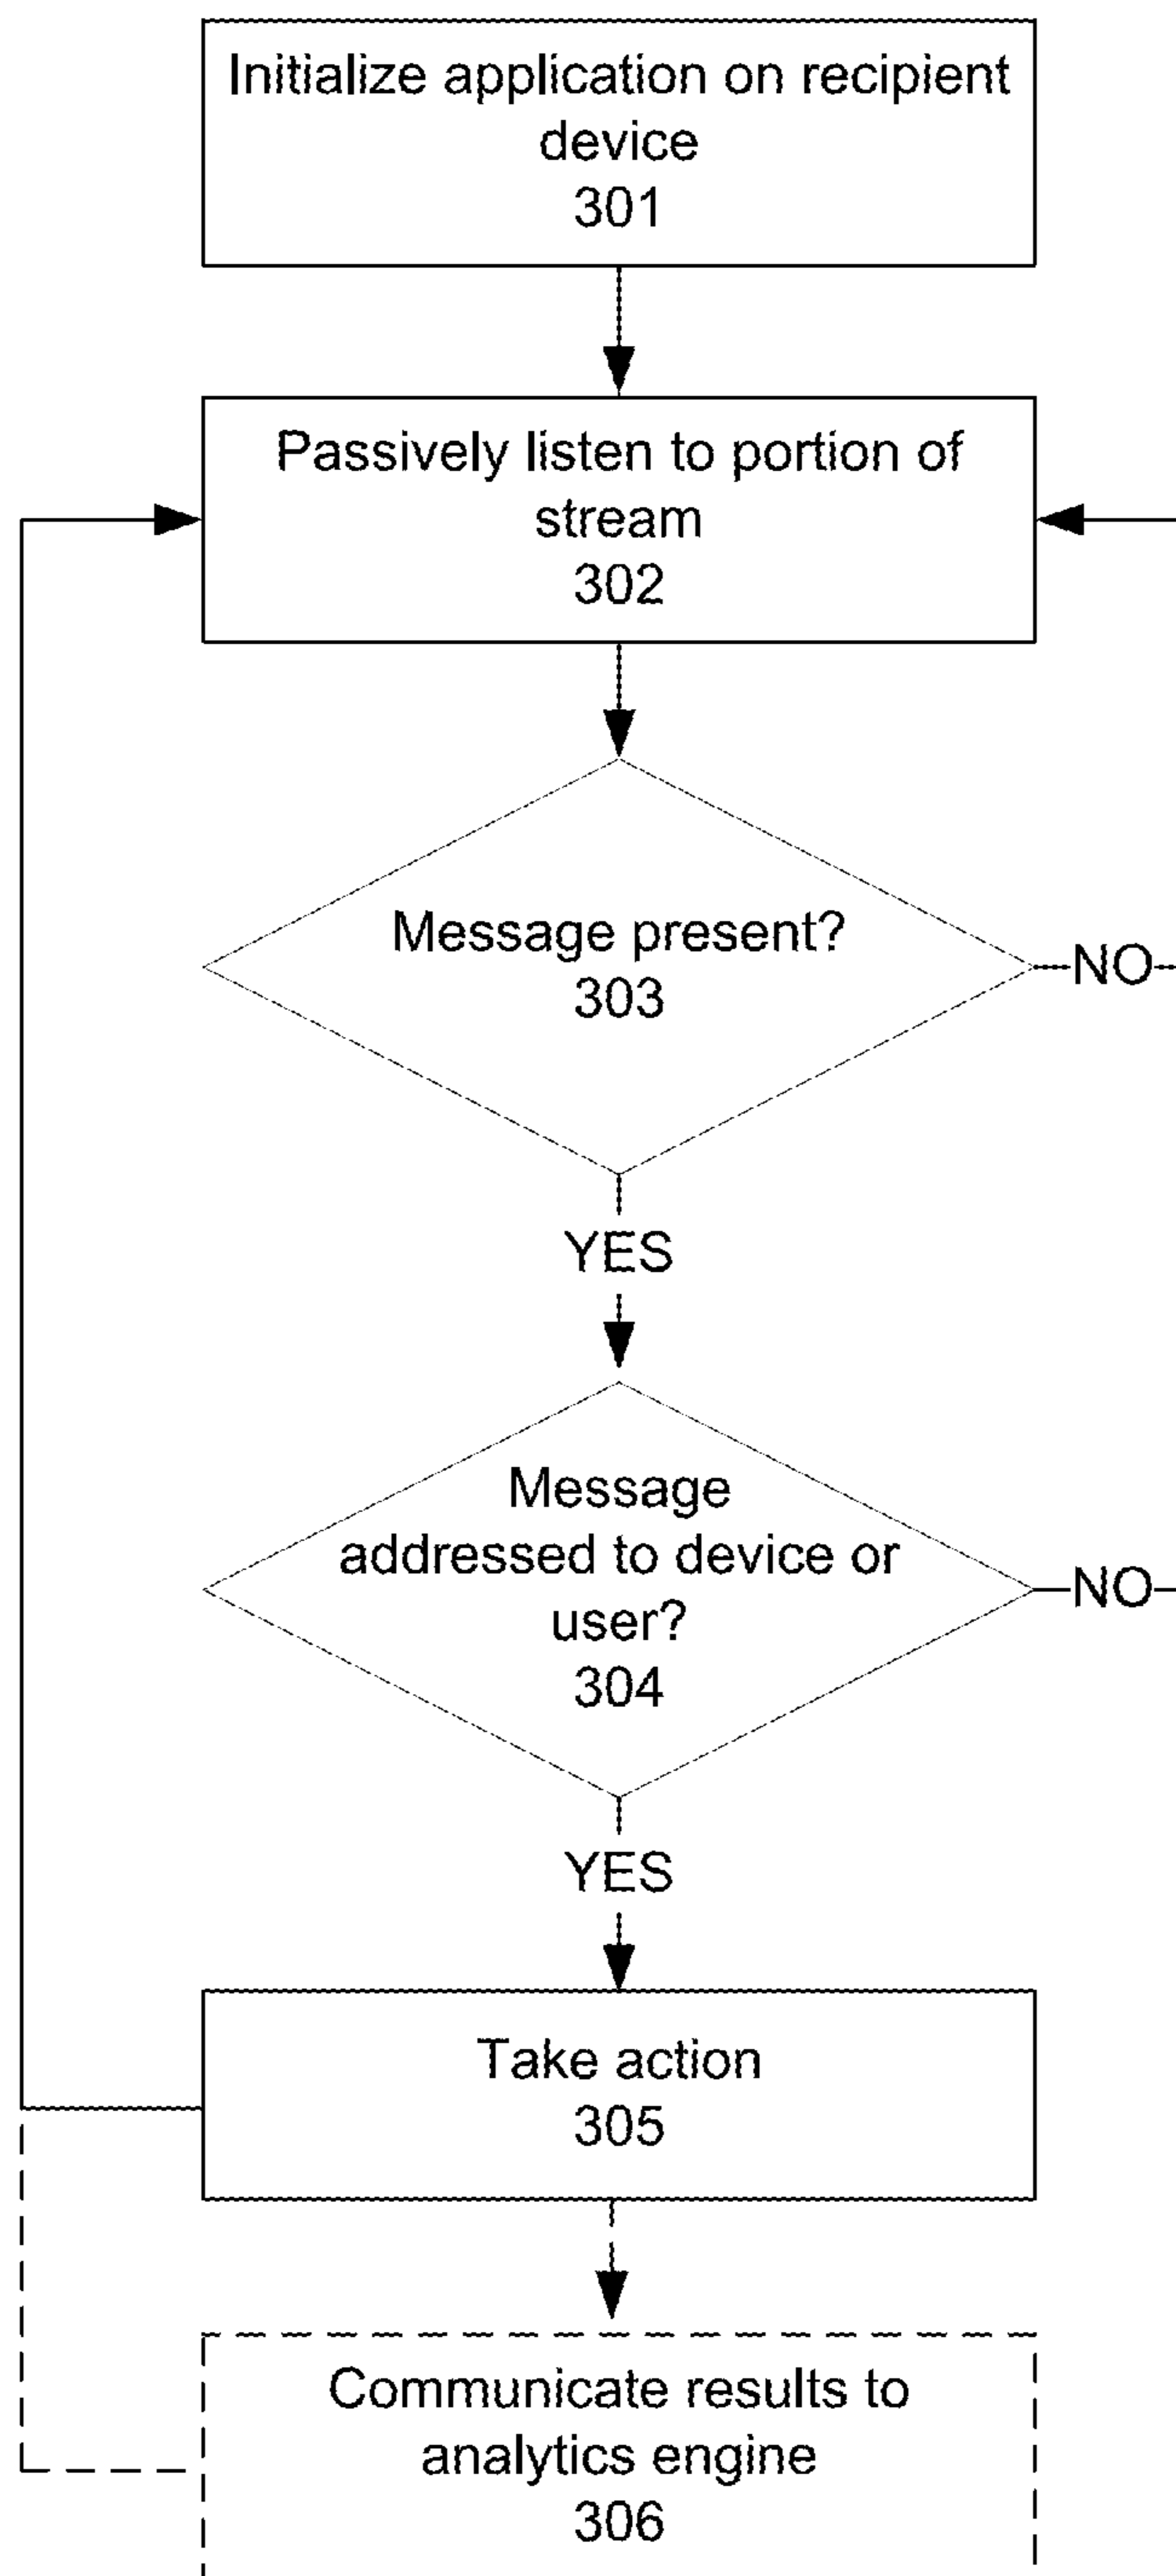 Initialize application on recipient
device
301
Passively listen to portion of
stream
302
Message present?
303
NO
YES
Message
addressed to device or
user?
304
NO
YES
Take action
305
Communicate results to
analytics engine
306